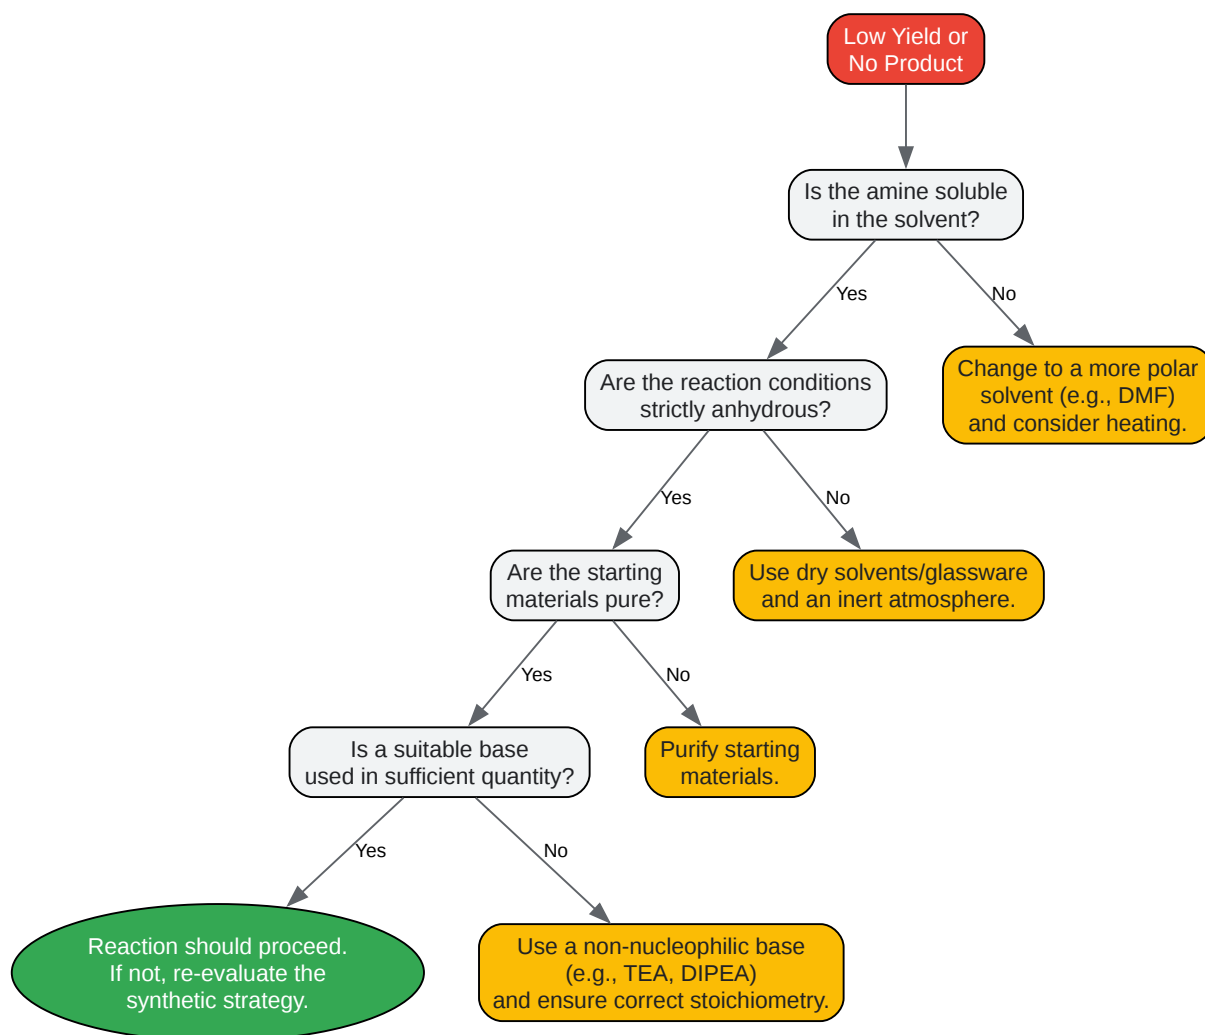 Low Yield or
No Product
Is the amine soluble
in the solvent?
Yes
No
Are the reaction conditions
strictly anhydrous?
Change to a more polar
solvent (e.g., DMF)
and consider heating.
Yes
No
Are the starting
materials pure?
Use dry solvents/glassware
and an inert atmosphere.
Yes
No
Is a suitable base
used in sufficient quantity?
Purify starting
materials.
Yes
No
Reaction should proceed.
If not, re-evaluate the
synthetic strategy.
Use a non-nucleophilic base
(e.g., TEA, DIPEA)
and ensure correct stoichiometry.